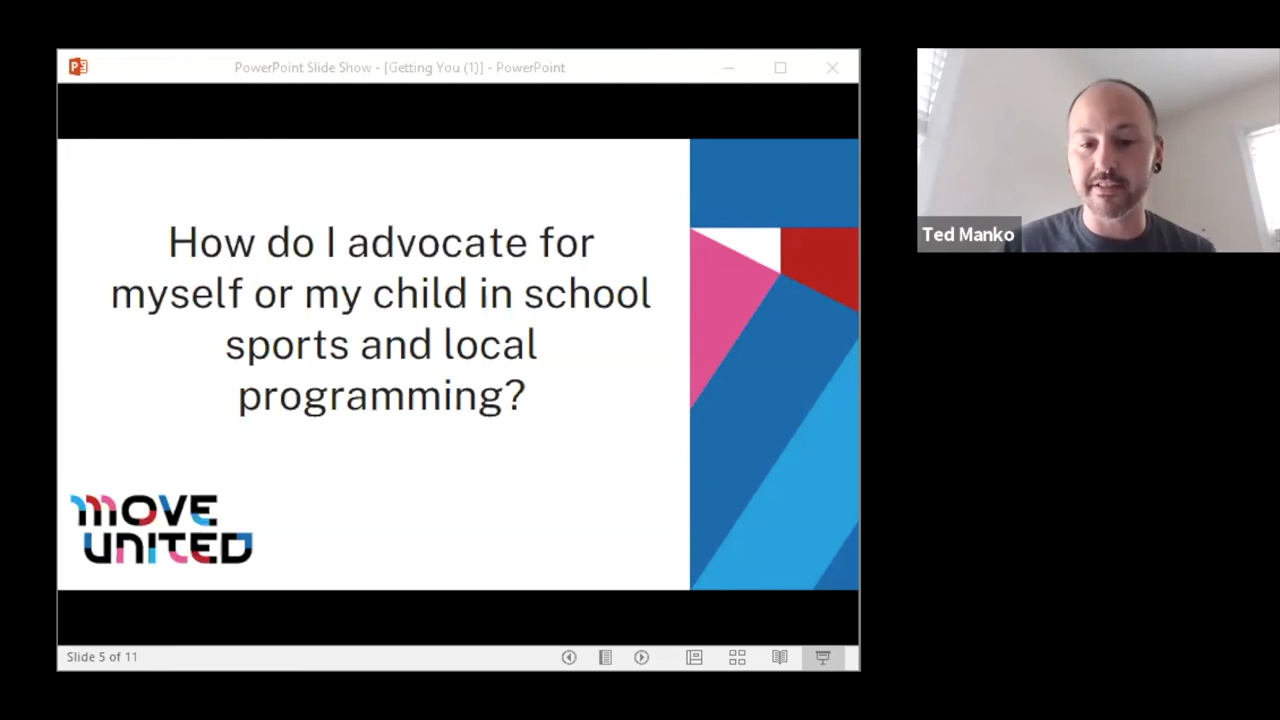 PowerPoint Slide Show - [Getting You (1)] - PowerPoint
How do I advocate for
myself or my child in school
sports and local
programming?
MOVE
UNITED
Slide 5 of 11
Ted Manko